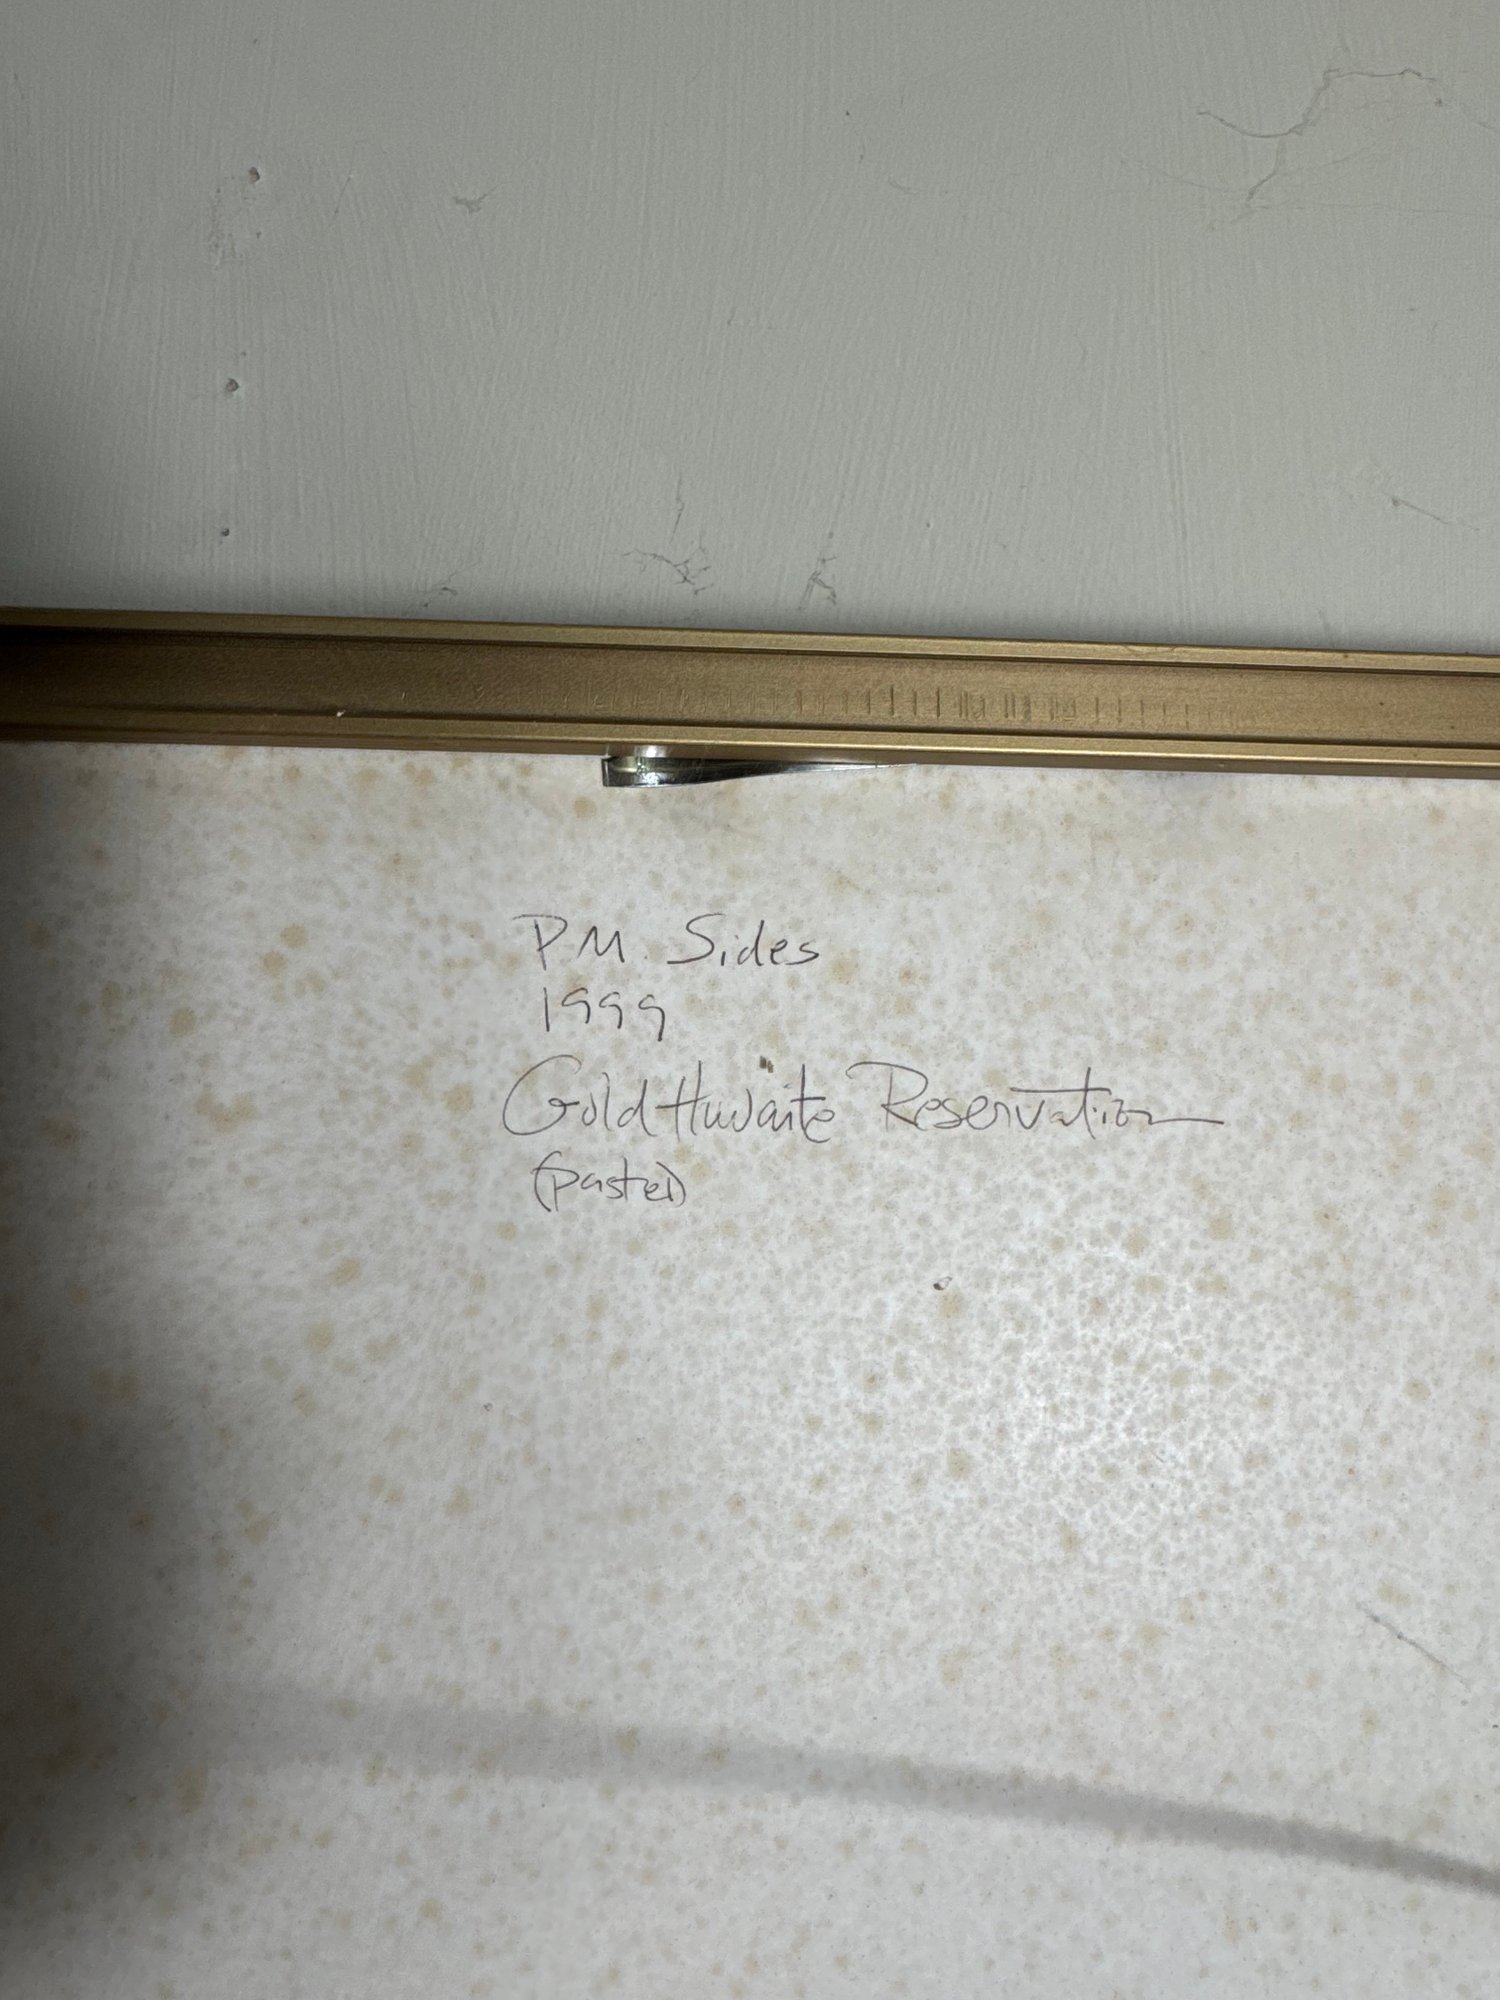 P.M. Sides
1999
Goldthwaite Reservation
(pastel)